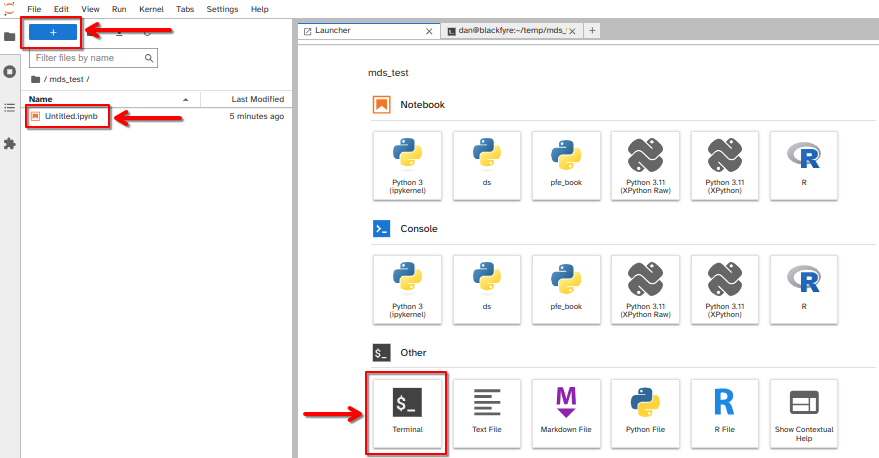 File Edit View Run Kernel Tabs Settings Help
+
Launcher
dan@blackfyre:~/temp/mds_
+
Filter files by name
/ mds_test /
Name Last Modified
Untitled.ipynb 5 minutes ago
mds_test
Notebook
Python 3
(ipykernel)
ds
pfe_book
Python 3.11
(XPython Raw)
Python 3.11
(XPython)
R
Console
Python 3
(ipykernel)
ds
pfe_book
Python 3.11
(XPython Raw)
Python 3.11
(XPython)
R
$_ Other
$_
Terminal
Text File
M
Markdown File
Python File
R
R File
Show Contextual
Help